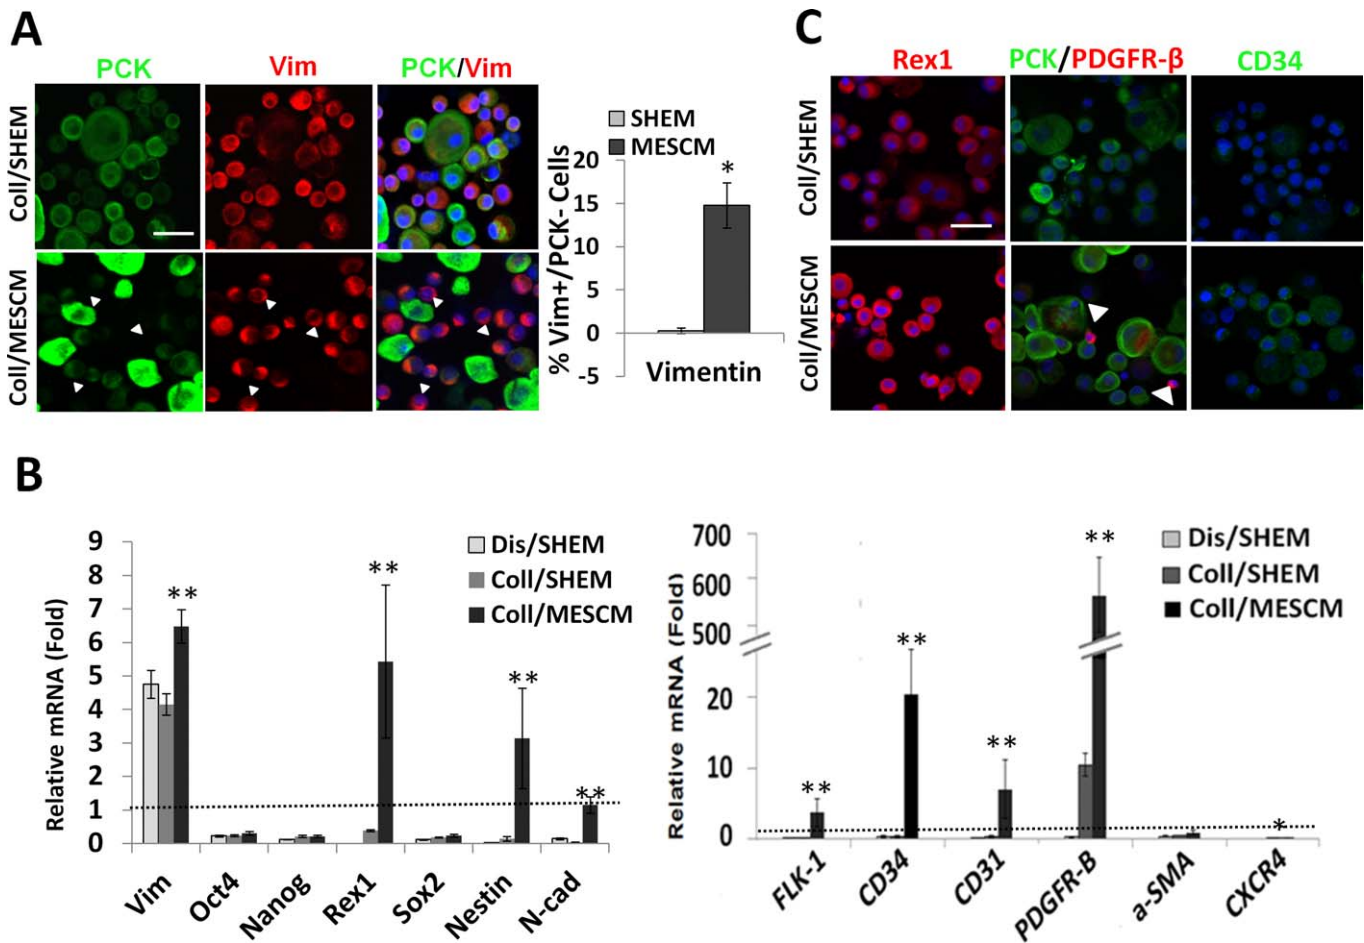 A
PCK
Vim
PCK/Vim
Coll/SHEM
Coll/MESCM
SHEM
MESCM
% Vim+/PCK- Cells
20
15
10
5
0
-5
*
Vimentin
C
Rex1
PCK/PDGFR-β
CD34
Coll/SHEM
Coll/MESCM
B
Relative mRNA (Fold)
9
8
7
6
5
4
3
2
1
0
Dis/SHEM
Coll/SHEM
Coll/MESCM
**
**
**
**
Vim
Oct4
Nanog
Rex1
Sox2
Nestin
N-cad
Relative mRNA (Fold)
700
600
500
20
10
0
Dis/SHEM
Coll/SHEM
Coll/MESCM
**
**
**
**
*
FLK-1
CD34
CD31
PDGFR-B
a-SMA
CXCR4